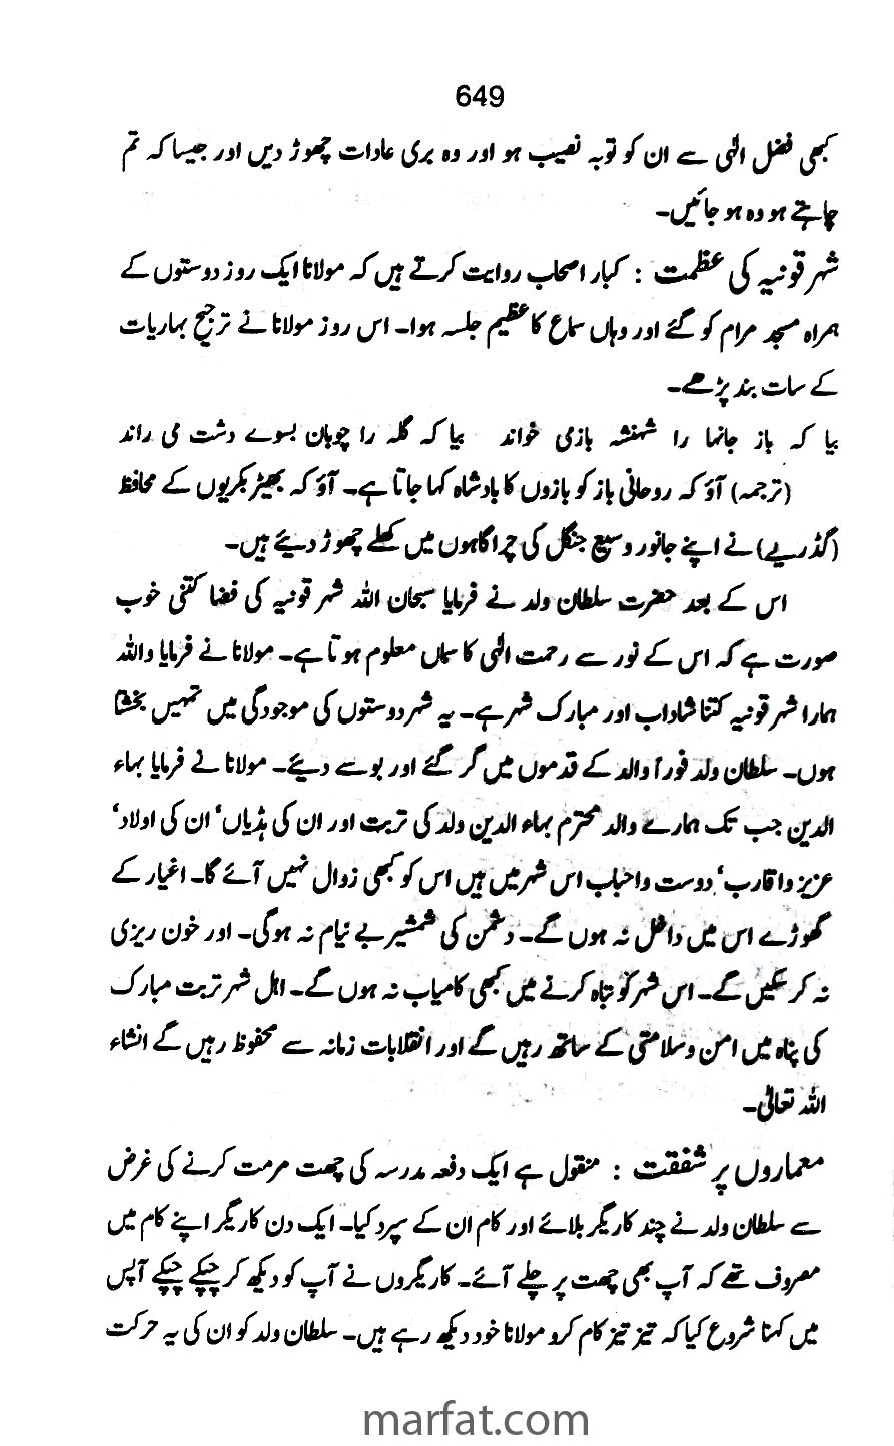 649
کبھی فضل الٰہی سے ان کو توبہ نصیب ہو اور وہ بری عادات چھوڑ دیں اور جیسا کہ تم
چاہتے ہو وہ ہو جائیں۔
شہر قونیہ کی عظمت : کبار اصحاب روایت کرتے ہیں کہ مولانا ایک روز دوستوں کے
ہمراہ مسجد مرام کو گئے اور وہاں سماع کا عظیم جلسہ ہوا۔ اس روز مولانا نے ترجیع بہاریات
کے سات بند پڑھے۔
بیا کہ باز جانہا را شہنشہ بازمی خواند بیا کہ گلہ را چوبان بسوے دشت می راند
(ترجمہ) آؤ کہ روحانی باز کو بازوں کا بادشاہ کہا جاتا ہے۔ آؤ کہ بھیڑ بکریوں کے محافظ
(گڈریے) نے اپنے جانور وسیع جنگل کی چراگاہوں میں کھلے چھوڑ دیئے ہیں۔
اس کے بعد حضرت سلطان ولد نے فرمایا سبحان اللہ شہر قونیہ کی فضا کتنی خوب
صورت ہے کہ اس کے نور سے رحمت الٰہی کا سماں معلوم ہوتا ہے۔ مولانا نے فرمایا واللہ
ہمارا شہر قونیہ کتنا شاداب اور مبارک شہر ہے۔ یہ شہر دوستوں کی موجودگی میں تمہیں بخشتا
ہوں۔ سلطان ولد فوراً والد کے قدموں میں گر گئے اور بوسے دیئے۔ مولانا نے فرمایا بہاء
الدین جب تک ہمارے والد محترم بہاء الدین ولد کی تربت اور ان کی ہڈیاں‘ ان کی اولاد‘
عزیز و اقارب‘ دوست و احباب اس شہر میں ہیں اس کو کبھی زوال نہیں آئے گا۔ اغیار کے
گھوڑے اس میں داخل نہ ہوں گے۔ دشمن کی شمشیر بے نیام نہ ہوگی۔ اور خون ریزی
نہ کر سکیں گے۔ اس شہر کو تباہ کرنے میں کبھی کامیاب نہ ہوں گے۔ اہل شہر تربت مبارک
کی پناہ میں امن و سلامتی کے ساتھ رہیں گے اور انقلابات زمانہ سے محفوظ رہیں گے انشاء
اللہ تعالٰی۔
معماروں پر شفقت : منقول ہے ایک دفعہ مدرسہ کی چھت مرمت کرنے کی غرض
سے سلطان ولد نے چند کاریگر بلائے اور کام ان کے سپرد کیا۔ ایک دن کاریگر اپنے کام میں
مصروف تھے کہ آپ بھی چھت پر چلے آئے۔ کاریگروں نے آپ کو دیکھ کر چپکے چپکے آپس
میں کہنا شروع کیا کہ تیز تیز کام کرو مولانا خود دیکھ رہے ہیں۔ سلطان ولد کو ان کی یہ حرکت
marfat.com